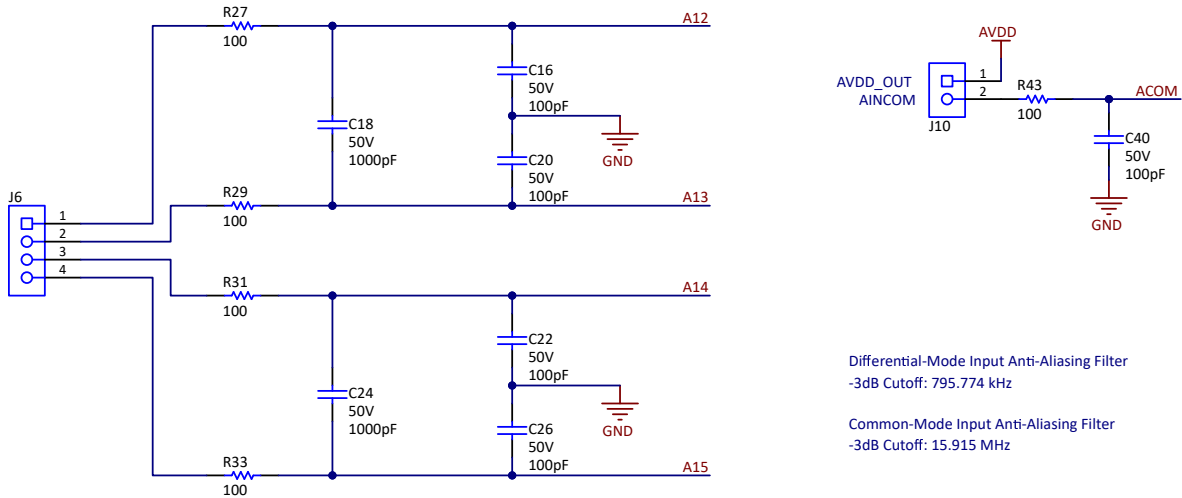 R27
100
A12
C16
50V
100pF
C18
50V
1000pF
GND
C20
50V
100pF
R29
100
A13
J6
1
2
3
4
R31
100
A14
C22
50V
100pF
C24
50V
1000pF
GND
C26
50V
100pF
R33
100
A15
AVDD
AVDD_OUT
AINCOM
1
2
J10
R43
100
ACOM
C40
50V
100pF
GND
Differential-Mode Input Anti-Aliasing Filter
-3dB Cutoff: 795.774 kHz
Common-Mode Input Anti-Aliasing Filter
-3dB Cutoff: 15.915 MHz